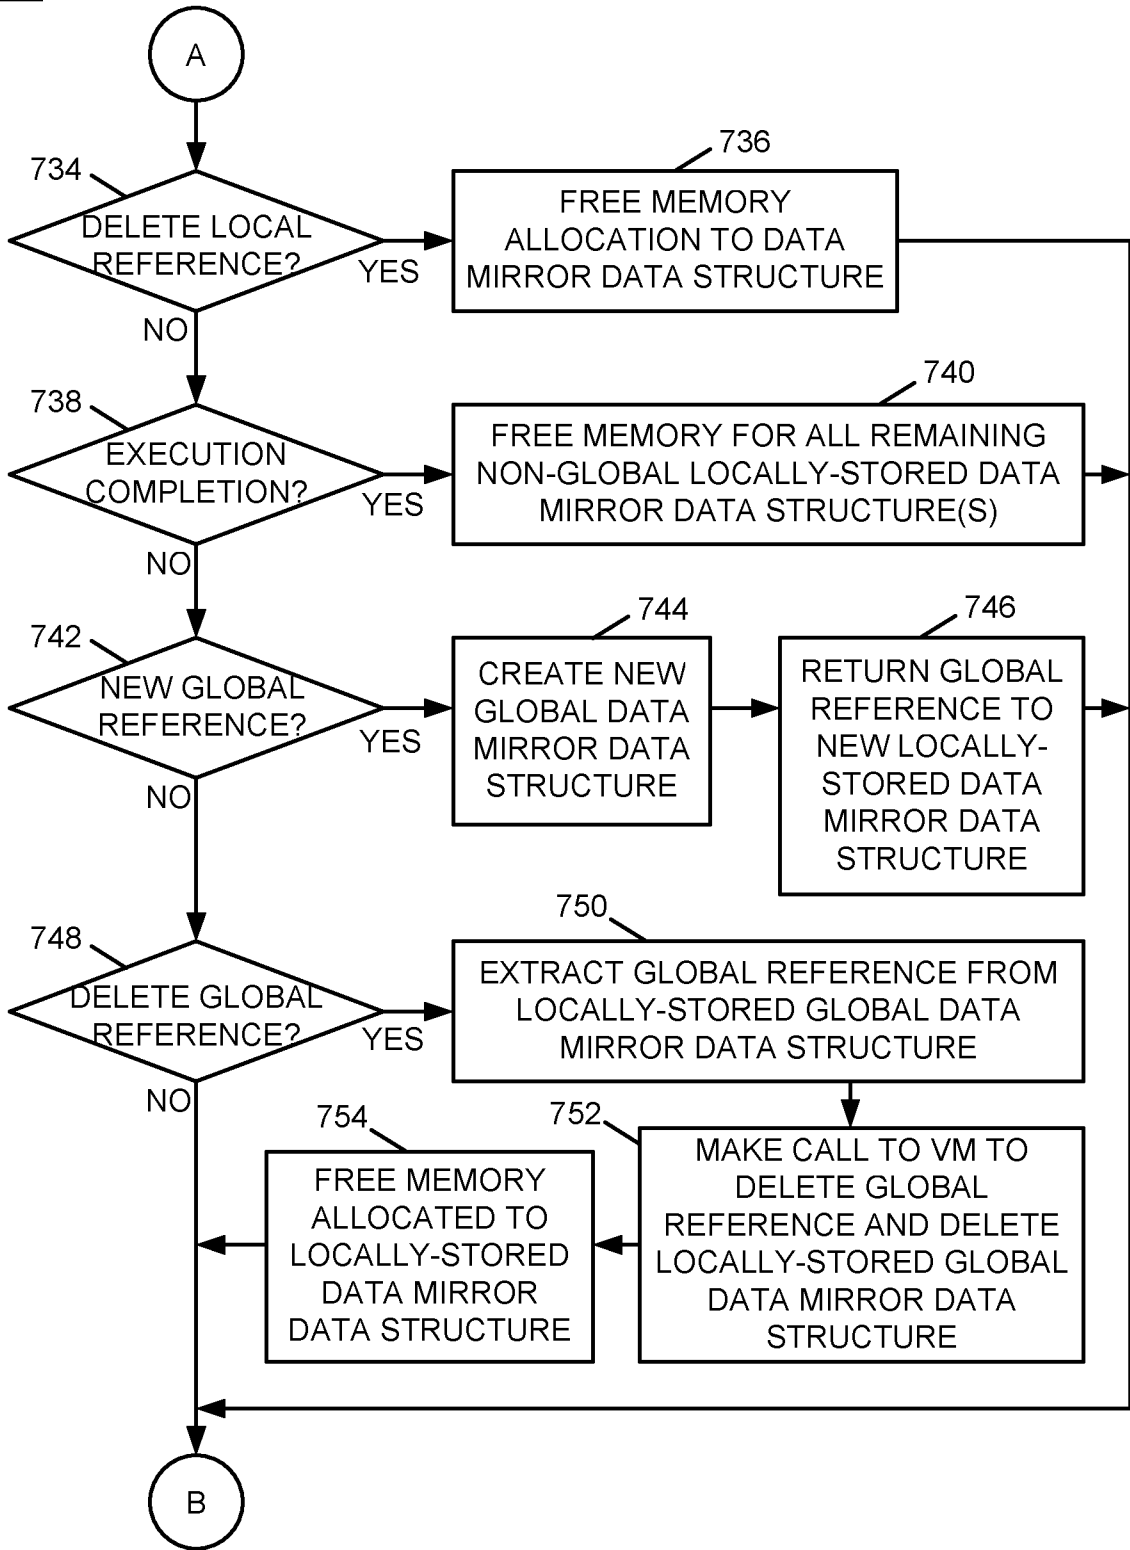 A
734
DELETE LOCAL
REFERENCE?
YES
NO
736
FREE MEMORY
ALLOCATION TO DATA
MIRROR DATA STRUCTURE
738
EXECUTION
COMPLETION?
YES
NO
740
FREE MEMORY FOR ALL REMAINING
NON-GLOBAL LOCALLY-STORED DATA
MIRROR DATA STRUCTURE(S)
742
NEW GLOBAL
REFERENCE?
YES
NO
744
CREATE NEW
GLOBAL DATA
MIRROR DATA
STRUCTURE
746
RETURN GLOBAL
REFERENCE TO
NEW LOCALLY-
STORED DATA
MIRROR DATA
STRUCTURE
748
DELETE GLOBAL
REFERENCE?
YES
NO
750
EXTRACT GLOBAL REFERENCE FROM
LOCALLY-STORED GLOBAL DATA
MIRROR DATA STRUCTURE
752
MAKE CALL TO VM TO
DELETE GLOBAL
REFERENCE AND DELETE
LOCALLY-STORED GLOBAL
DATA MIRROR DATA
STRUCTURE
754
FREE MEMORY
ALLOCATED TO
LOCALLY-STORED
DATA MIRROR
DATA STRUCTURE
B